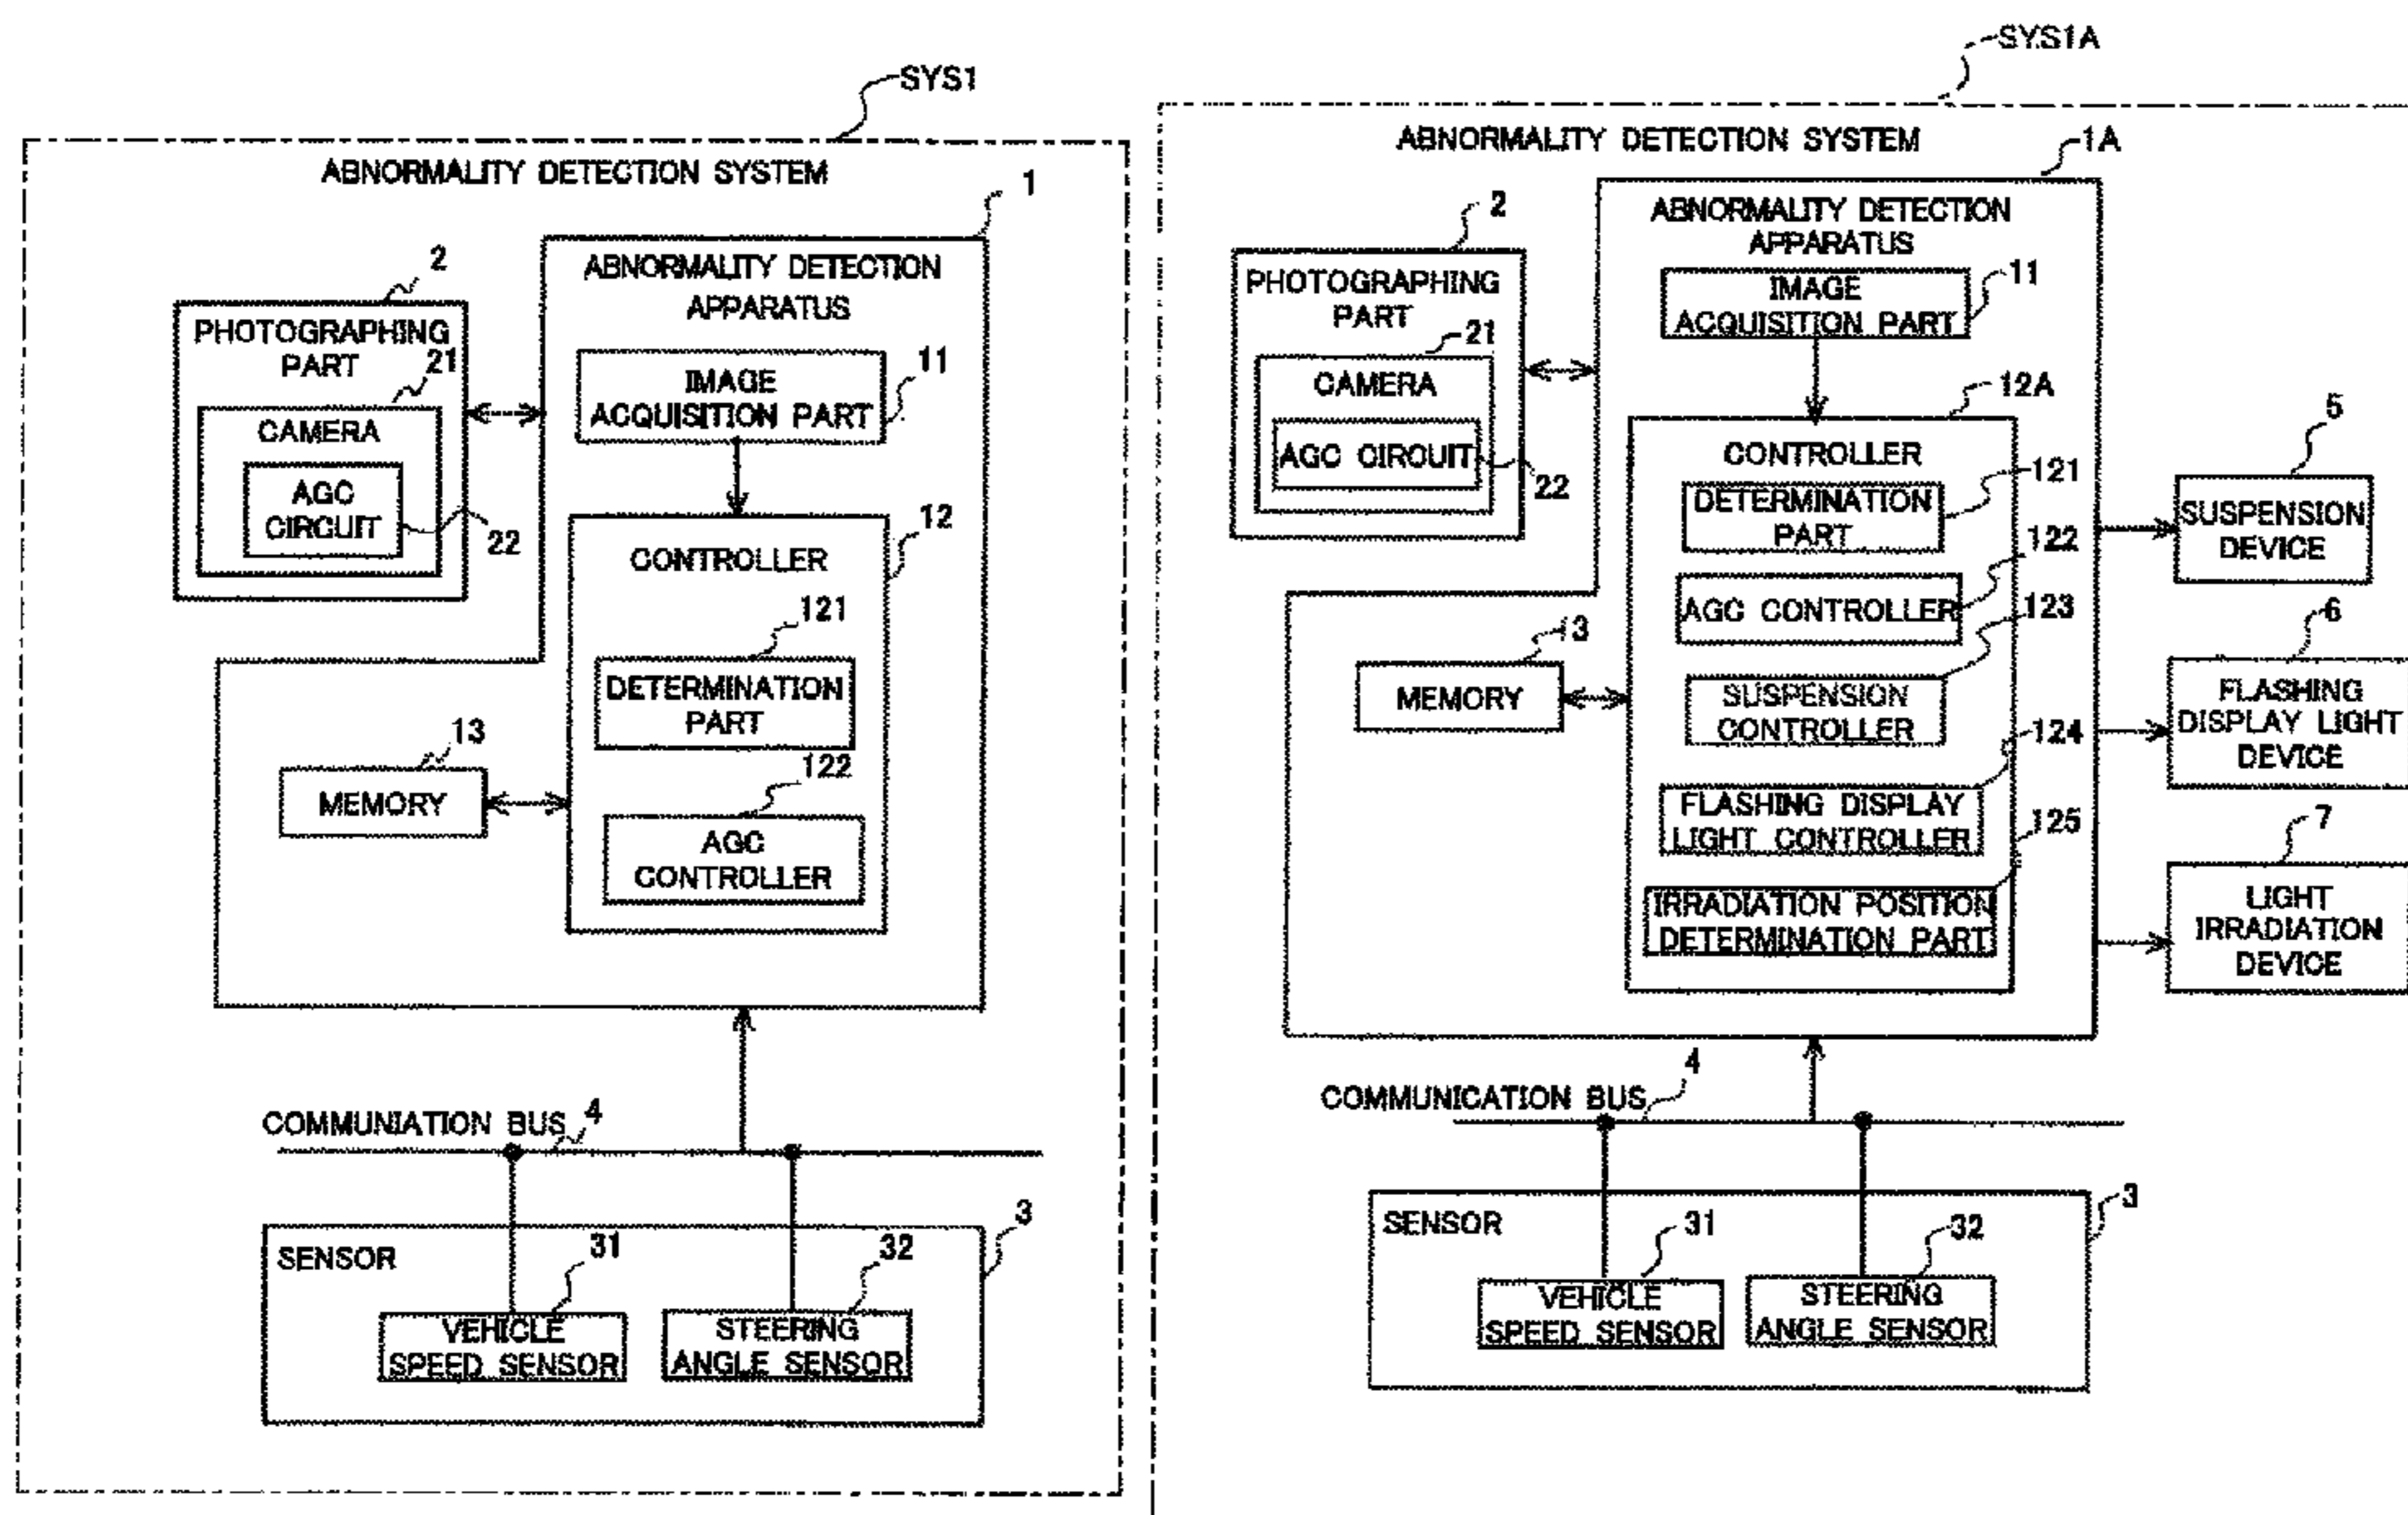 SYS1
ABNORMALITY DETECTION SYSTEM
1
2
ABNORMALITY DETECTION
APPARATUS
PHOTOGRAPHING
PART
21
CAMERA
AGC
CIRCUIT
22
IMAGE
ACQUISITION PART
11
12
CONTROLLER
121
DETERMINATION
PART
13
MEMORY
122
AGC
CONTROLLER
COMMUNIATION BUS
4
3
SENSOR
31
32
VEHICLE
SPEED SENSOR
STEERING
ANGLE SENSOR
SYS1A
ABNORMALITY DETECTION SYSTEM
1A
2
ABNORMALITY DETECTION
APPARATUS
PHOTOGRAPHING
PART
21
CAMERA
AGC CIRCUIT
22
IMAGE
ACQUISITION PART
11
12A
CONTROLLER
121
DETERMINATION
PART
122
AGC CONTROLLER
123
SUSPENSION
CONTROLLER
13
MEMORY
124
FLASHING DISPLAY
LIGHT CONTROLLER
125
IRRADIATION POSITION
DETERMINATION PART
5
SUSPENSION
DEVICE
6
FLASHING
DISPLAY LIGHT
DEVICE
7
LIGHT
IRRADIATION
DEVICE
COMMUNICATION BUS
4
3
SENSOR
31
32
VEHICLE
SPEED SENSOR
STEERING
ANGLE SENSOR